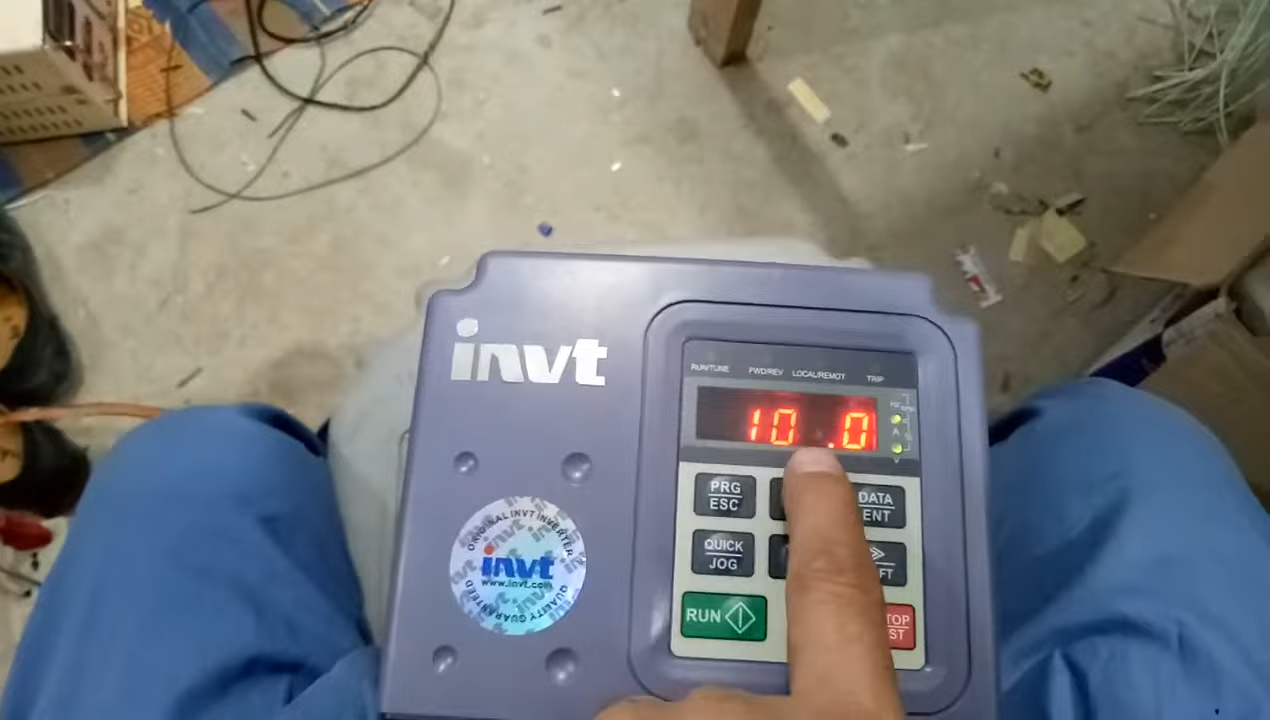 invt
RUN/TUNE FWD/REV LOCAL/REMOT TRIP
10 .0
A
V
PRG
ESC
DATA
ENT
QUICK
JOG
RUN
ORIGINAL INVT INVERTER
invt
www.invt.com
QUALITY GUARANTEED